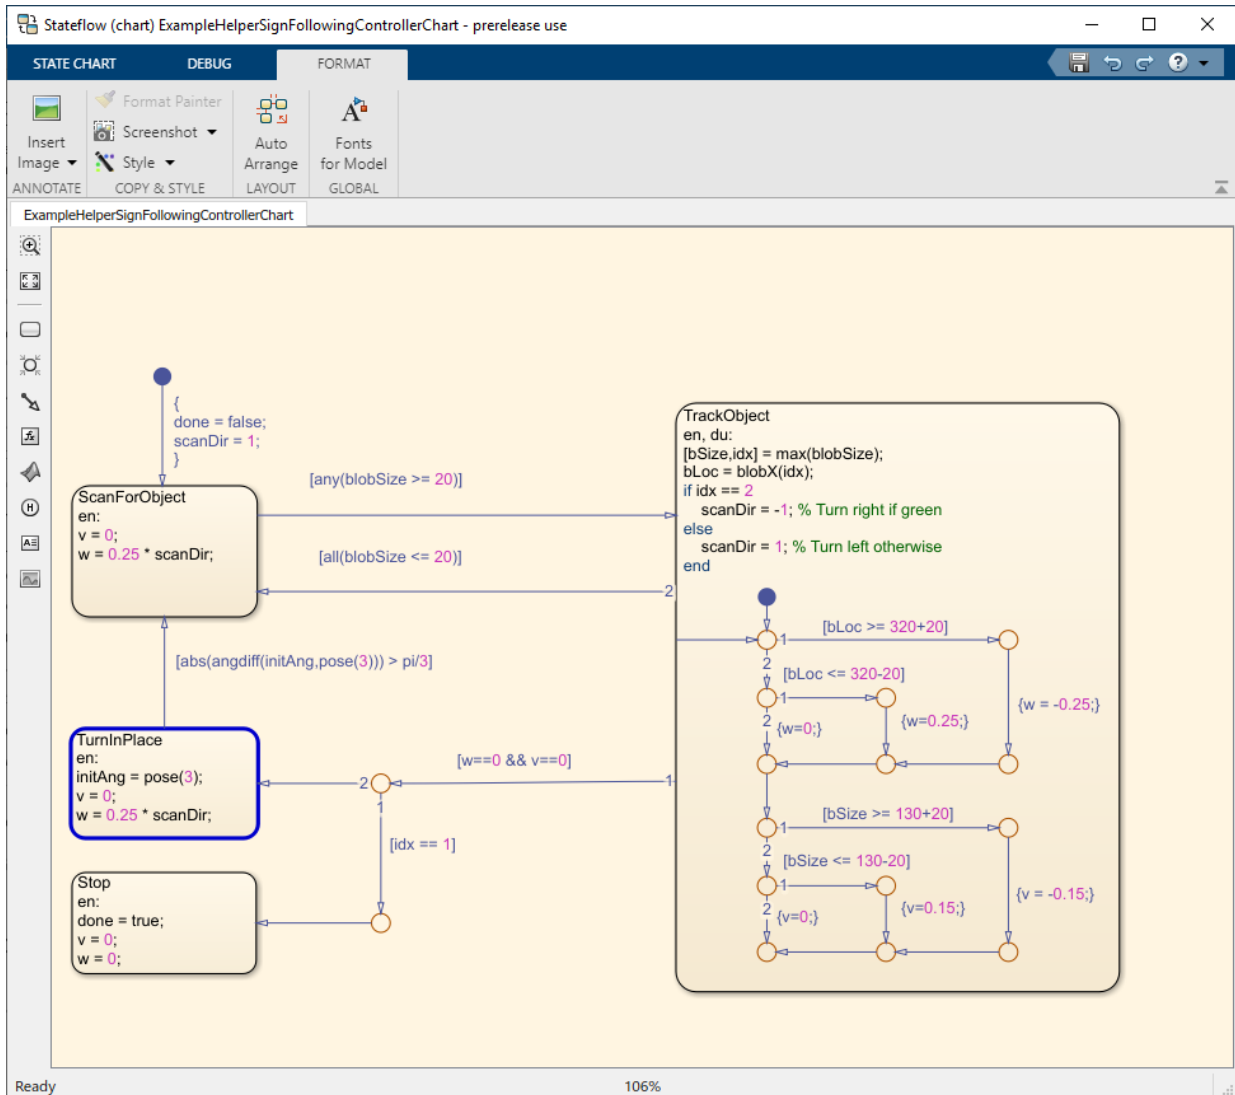 Stateflow (chart) ExampleHelperSignFollowingControllerChart - prerelease use
STATE CHART
DEBUG
FORMAT
?
Insert
Image
ANNOTATE
Format Painter
Screenshot
Style
COPY & STYLE
Auto
Arrange
LAYOUT
A
Fonts
for Model
GLOBAL
ExampleHelperSignFollowingControllerChart
fx
H
A
{
done = false;
scanDir = 1;
}
ScanForObject
en:
v = 0;
w = 0.25 * scanDir;
[any(blobSize >= 20)]
[all(blobSize <= 20)]
2
[abs(angdiff(initAng,pose(3))) > pi/3]
TurnInPlace
en:
initAng = pose(3);
v = 0;
w = 0.25 * scanDir;
[w==0 && v==0]
1
2
1
[idx == 1]
Stop
en:
done = true;
v = 0;
w = 0;
TrackObject
en, du:
[bSize,idx] = max(blobSize);
bLoc = blobX(idx);
if idx == 2
scanDir = -1; % Turn right if green
else
scanDir = 1; % Turn left otherwise
end
1
[bLoc >= 320+20]
2
[bLoc <= 320-20]
1
2
{w=0;}
{w=0.25;}
{w = -0.25;}
1
[bSize >= 130+20]
2
[bSize <= 130-20]
1
2
{v=0;}
{v=0.15;}
{v = -0.15;}
Ready
106%